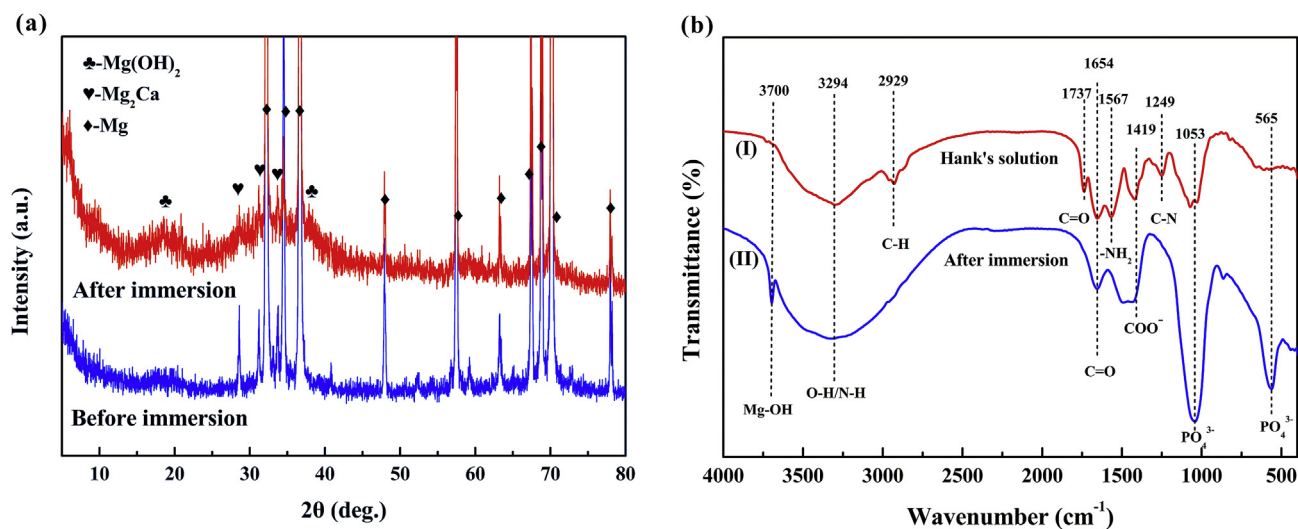 (a)
♣-Mg(OH)₂
♥-Mg₂Ca
♦-Mg
After immersion
Before immersion
Intensity (a.u.)
10 20 30 40 50 60 70 80
2θ (deg.)
(b)
3700 3294 2929 1737 1654 1567 1419 1249 1053 565
(I)
Hank's solution
C=O
C-N
C-H
-NH₂
(II)
After immersion
COO⁻
C=O
O-H/N-H
Mg-OH
PO₄³⁻
PO₄³⁻
Transmittance (%)
4000 3500 3000 2500 2000 1500 1000 500
Wavenumber (cm⁻¹)